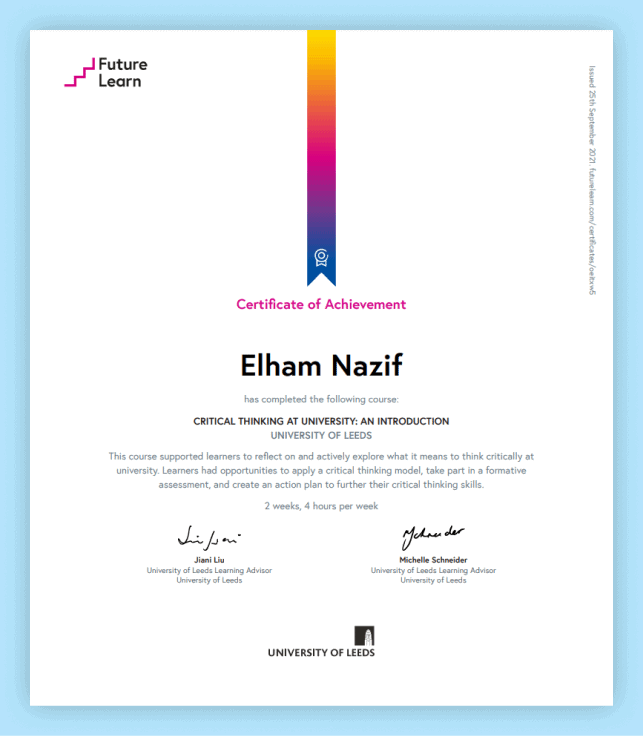 Future
Learn
Issued 25th September 2021. futurelearn.com/certificates/oeitxw5
Certificate of Achievement
Elham Nazif
has completed the following course:
CRITICAL THINKING AT UNIVERSITY: AN INTRODUCTION
UNIVERSITY OF LEEDS
This course supported learners to reflect on and actively explore what it means to think critically at
university. Learners had opportunities to apply a critical thinking model, take part in a formative
assessment, and create an action plan to further their critical thinking skills.
2 weeks, 4 hours per week
Jiani Liu
University of Leeds Learning Advisor
University of Leeds
MSchneider
Michelle Schneider
University of Leeds Learning Advisor
University of Leeds
UNIVERSITY OF LEEDS